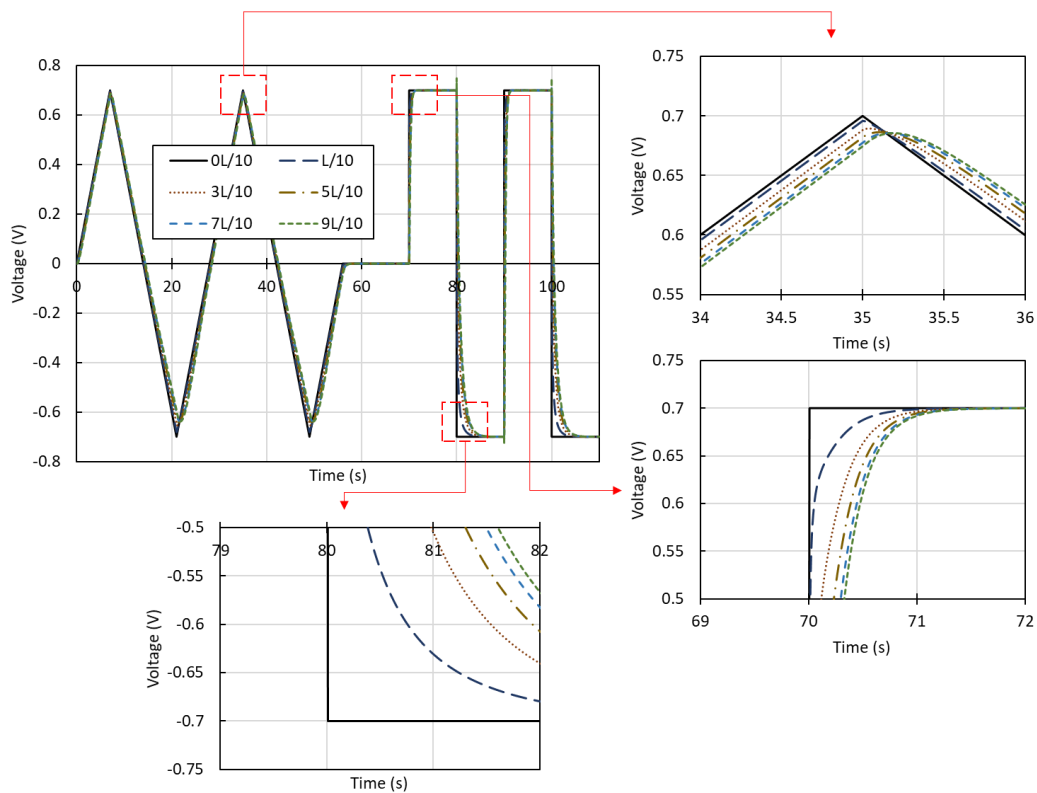 0.8
0.6
0.4
0.2
0
-0.2
-0.4
-0.6
-0.8
Voltage (V)
0 20 40 60 80 100
Time (s)
0L/10 L/10
3L/10 5L/10
7L/10 9L/10
0.75
0.7
0.65
0.6
0.55
Voltage (V)
34 34.5 35 35.5 36
Time (s)
0.75
0.7
0.65
0.6
0.55
0.5
Voltage (V)
69 70 71 72
Time (s)
-0.5
-0.55
-0.6
-0.65
-0.7
-0.75
Voltage (V)
79 80 81 82
Time (s)